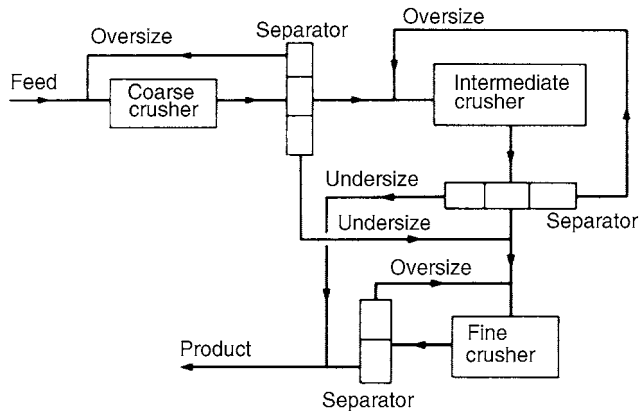 Oversize
Separator
Oversize
Feed
Coarse
crusher
Intermediate
crusher
Undersize
Undersize
Separator
Oversize
Product
Fine
crusher
Separator